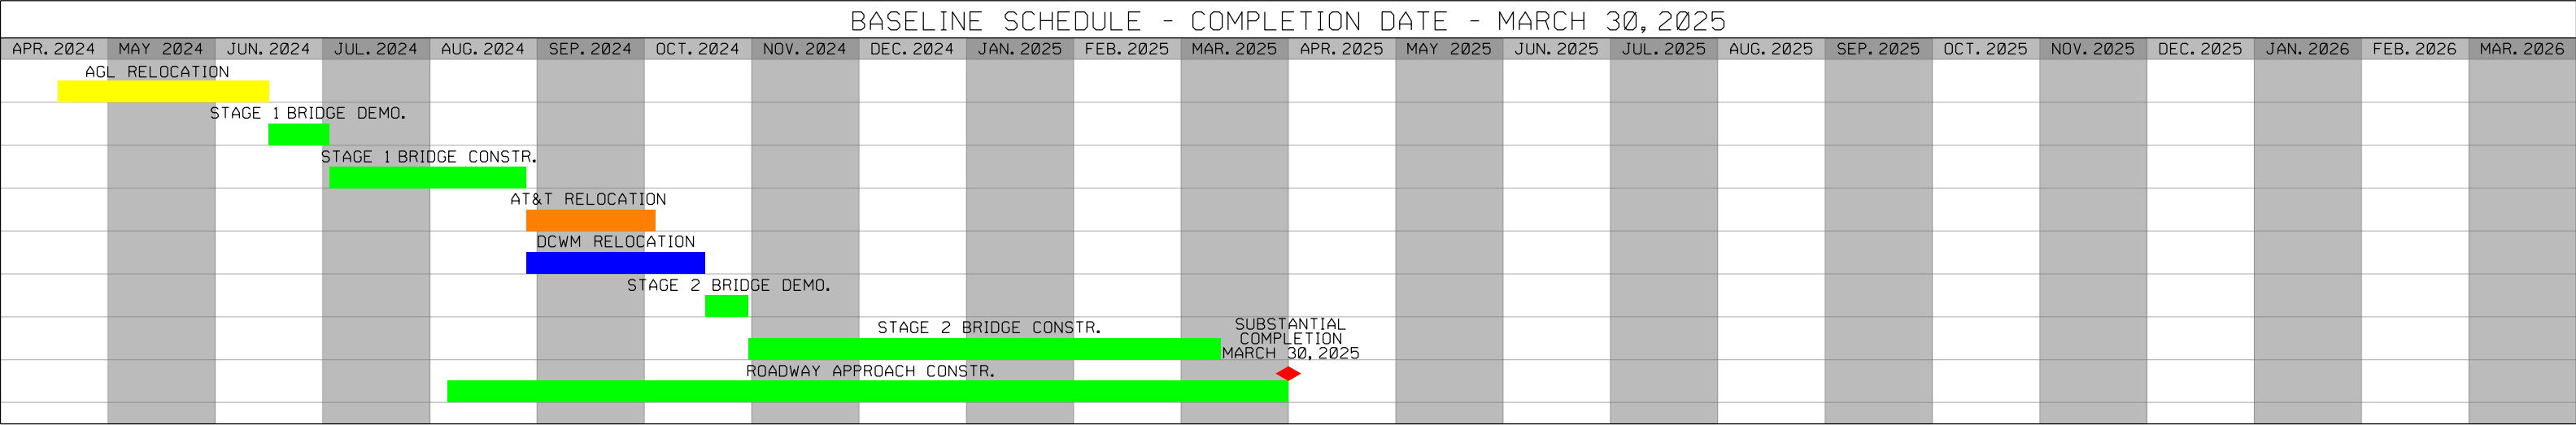 BASELINE SCHEDULE - COMPLETION DATE - MARCH 30, 2025
APR. 2024 MAY 2024 JUN. 2024 JUL. 2024 AUG. 2024 SEP. 2024 OCT. 2024 NOV. 2024 DEC. 2024 JAN. 2025 FEB. 2025 MAR. 2025 APR. 2025 MAY 2025 JUN. 2025 JUL. 2025 AUG. 2025 SEP. 2025 OCT. 2025 NOV. 2025 DEC. 2025 JAN. 2026 FEB. 2026 MAR. 2026
AGL RELOCATION
STAGE 1 BRIDGE DEMO.
STAGE 1 BRIDGE CONSTR.
AT&T RELOCATION
DCWM RELOCATION
STAGE 2 BRIDGE DEMO.
STAGE 2 BRIDGE CONSTR.
SUBSTANTIAL
COMPLETION
MARCH 30, 2025
ROADWAY APPROACH CONSTR.